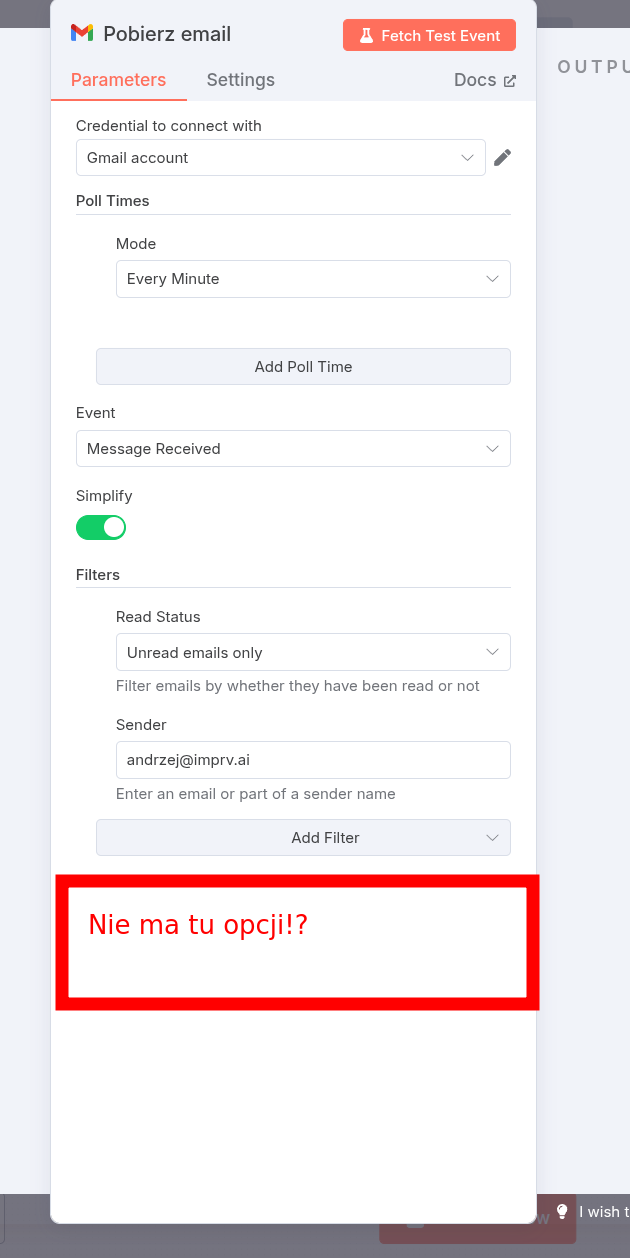 Pobierz email
Fetch Test Event
OUTPU
Parameters
Settings
Docs
Credential to connect with
Gmail account
Poll Times
Mode
Every Minute
Add Poll Time
Event
Message Received
Simplify
Filters
Read Status
Unread emails only
Filter emails by whether they have been read or not
Sender
andrzej@imprv.ai
Enter an email or part of a sender name
Add Filter
Nie ma tu opcji!?
I wish t